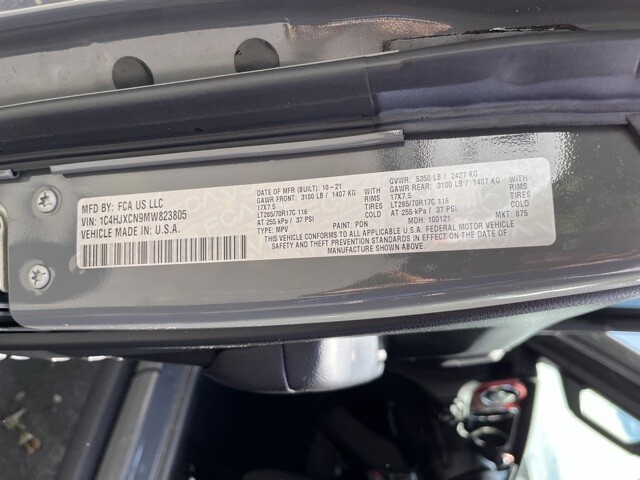 MFD BY: FCA US LLC
VIN: 1C4HJXCN9MW823805
VEHICLE MADE IN: U.S.A.
DATE OF MFR (BUILT): 10-21
GAWR FRONT: 3100 LB / 1407 KG
17X7.5
RIMS
LT285/70R17C 116
TIRES
AT 255 kPa / 37 PSI
COLD
TYPE: MPV
PAINT: PDN
GVWR: 5350 LB / 2427 KG
GAWR REAR: 3100 LB / 1407 KG
17X7.5
RIMS
LT285/70R17C 116
TIRES
AT 255 kPa / 37 PSI
COLD
MDH: 100121
MKT: 875
THIS VEHICLE CONFORMS TO ALL APPLICABLE U.S.A. FEDERAL MOTOR VEHICLE
SAFETY, BUMPER, AND THEFT PREVENTION STANDARDS IN EFFECT ON THE DATE OF
MANUFACTURE SHOWN ABOVE.